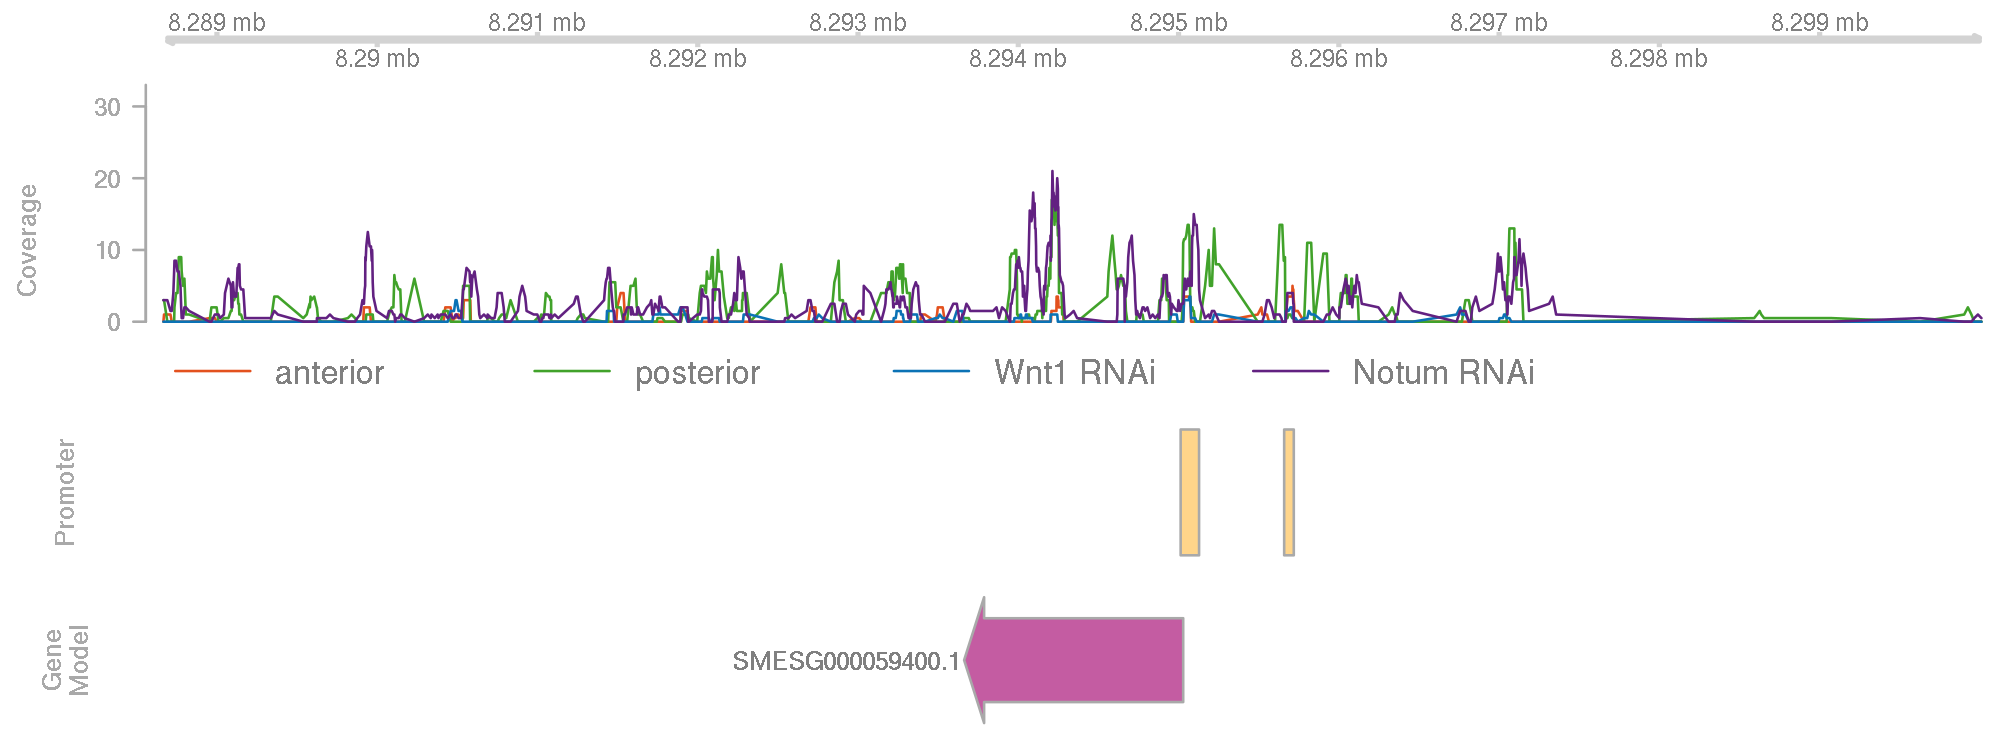 8.289 mb 8.291 mb 8.293 mb 8.295 mb 8.297 mb 8.299 mb
8.29 mb 8.292 mb 8.294 mb 8.296 mb 8.298 mb
Coverage
30
20
10
0
anterior posterior Wnt1 RNAi Notum RNAi
Promoter
Gene
Model
SMESG000059400.1